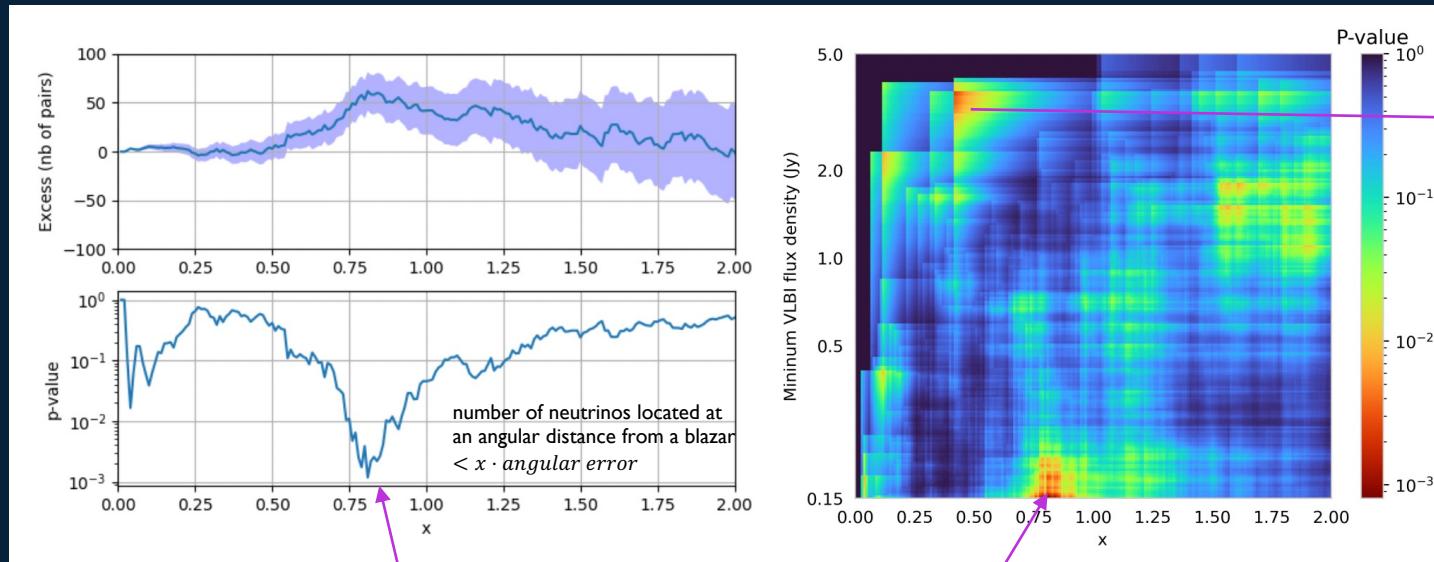 Excess (nb of pairs)
100
50
0
−50
−100
0.00 0.25 0.50 0.75 1.00 1.25 1.50 1.75 2.00
p-value
10⁰
10⁻¹
10⁻²
10⁻³
number of neutrinos located at
an angular distance from a blazar
< x · angular error
0.00 0.25 0.50 0.75 1.00 1.25 1.50 1.75 2.00
x
Mininum VLBI flux density (Jy)
5.0
2.0
1.0
0.5
0.15
0.00 0.25 0.50 0.75 1.00 1.25 1.50 1.75 2.00
x
P-value
10⁰
10⁻¹
10⁻²
10⁻³